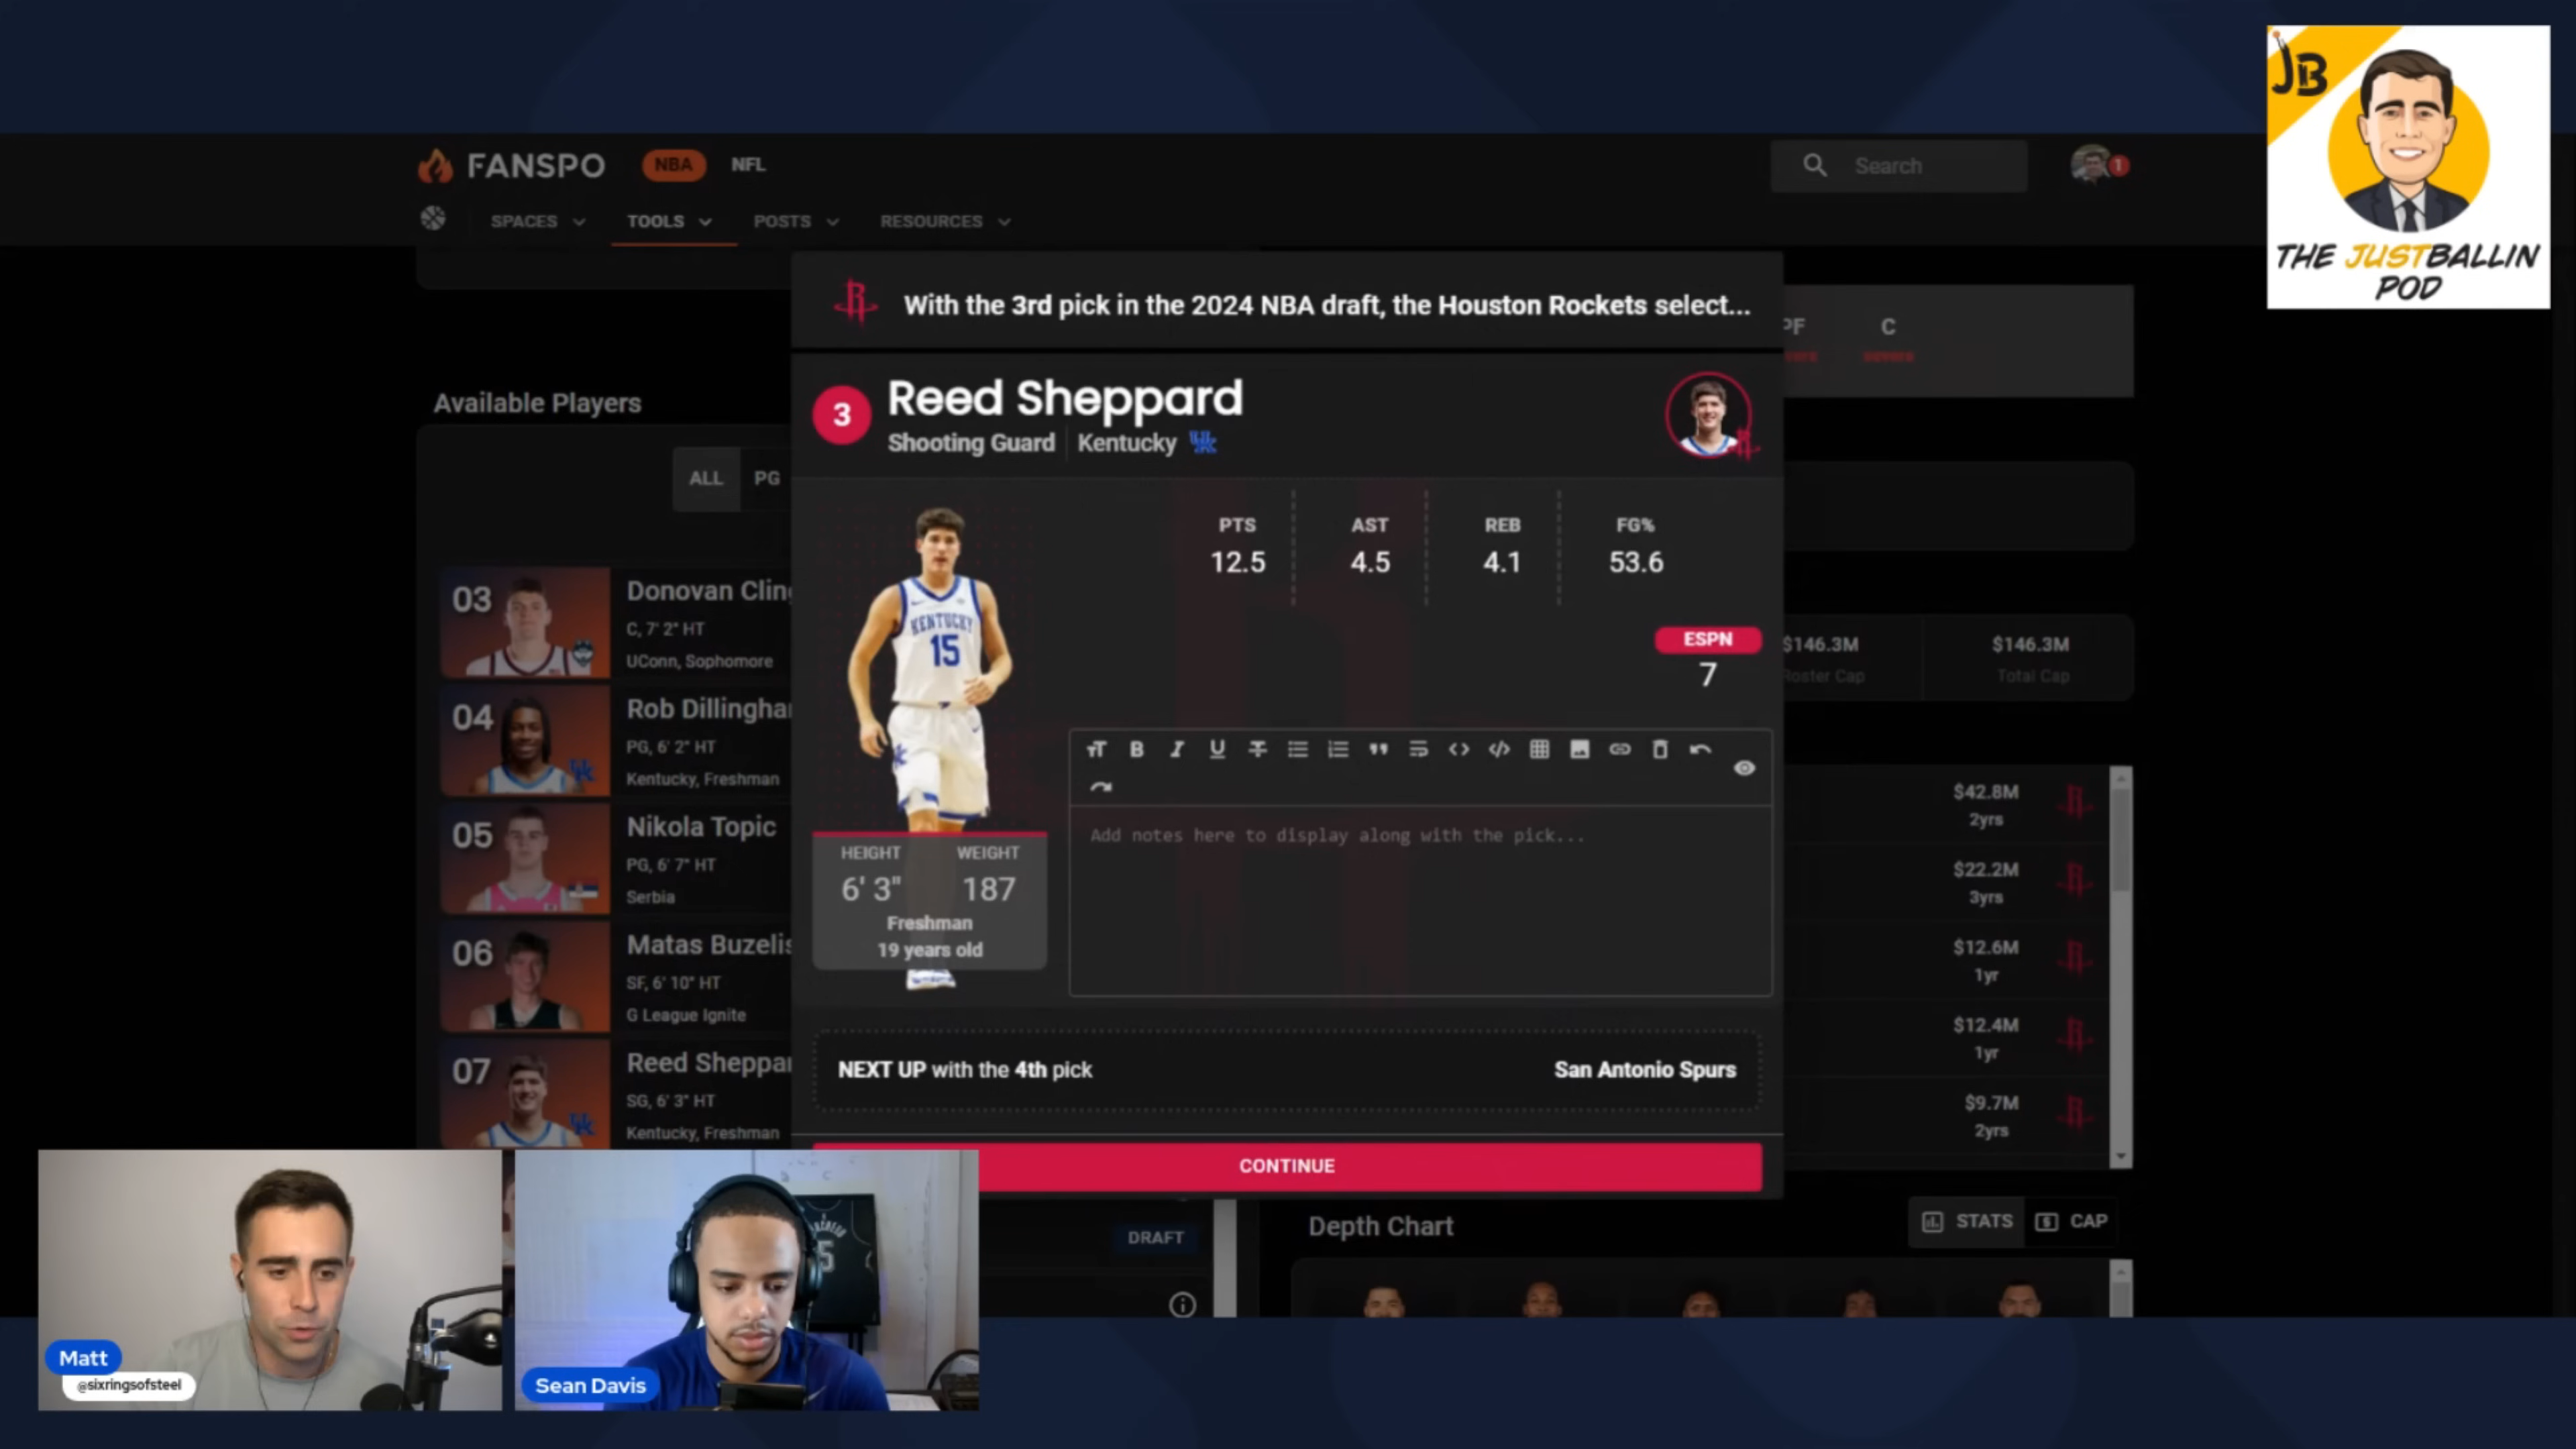 JB
THE JUSTBALLIN
POD
FANSPO
NBA
NFL
Search
1
SPACES
TOOLS
POSTS
RESOURCES
With the 3rd pick in the 2024 NBA draft, the Houston Rockets select...
PF
C
3
Reed Sheppard
Shooting Guard
Kentucky
Available Players
ALL
PG
PTS
AST
REB
FG%
12.5
4.5
4.1
53.6
ESPN
7
KENTUCKY
15
Add notes here to display along with the pick...
HEIGHT
WEIGHT
6' 3"
187
Freshman
19 years old
03
Donovan Cling
C, 7' 2" HT
UConn, Sophomore
04
Rob Dillingha
PG, 6' 2" HT
Kentucky, Freshman
05
Nikola Topic
PG, 6' 7" HT
Serbia
06
Matas Buzelis
SF, 6' 10" HT
G League Ignite
07
Reed Sheppar
SG, 6' 3" HT
Kentucky, Freshman
$146.3M
Roster Cap
$146.3M
Total Cap
$42.8M
2yrs
$22.2M
3yrs
$12.6M
1yr
$12.4M
1yr
$9.7M
2yrs
NEXT UP with the 4th pick
San Antonio Spurs
CONTINUE
DRAFT
Depth Chart
STATS
CAP
Matt
@sixringsofsteel
Sean Davis